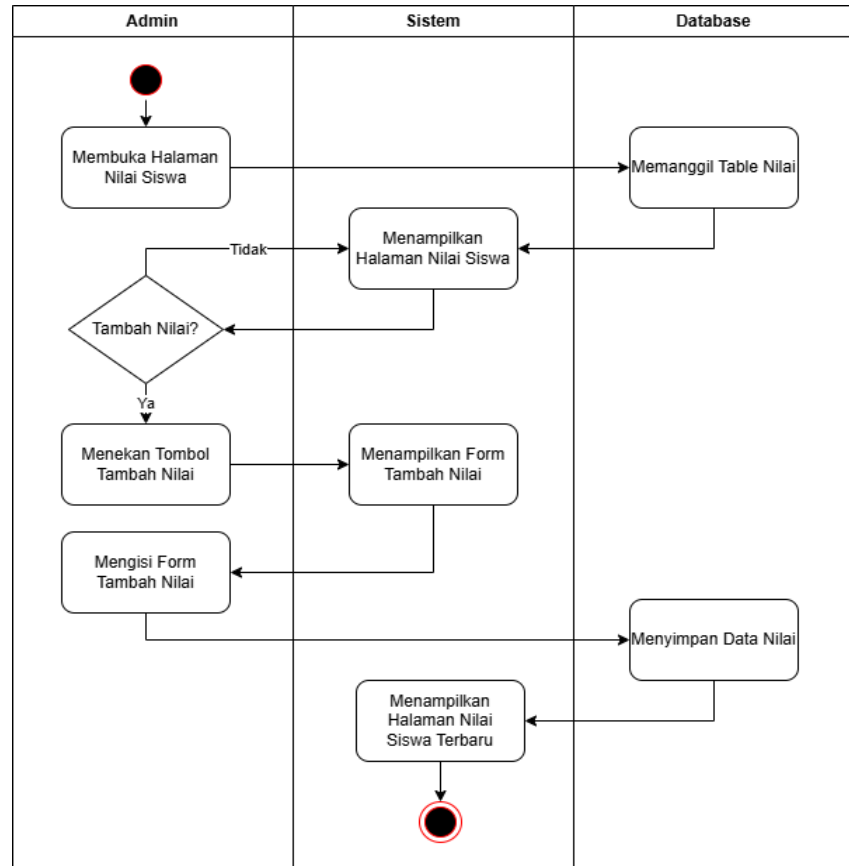 Admin
Sistem
Database
Membuka Halaman
Nilai Siswa
Memanggil Table Nilai
Menampilkan
Halaman Nilai Siswa
Tidak
Tambah Nilai?
Ya
Menekan Tombol
Tambah Nilai
Menampilkan Form
Tambah Nilai
Mengisi Form
Tambah Nilai
Menyimpan Data Nilai
Menampilkan
Halaman Nilai
Siswa Terbaru